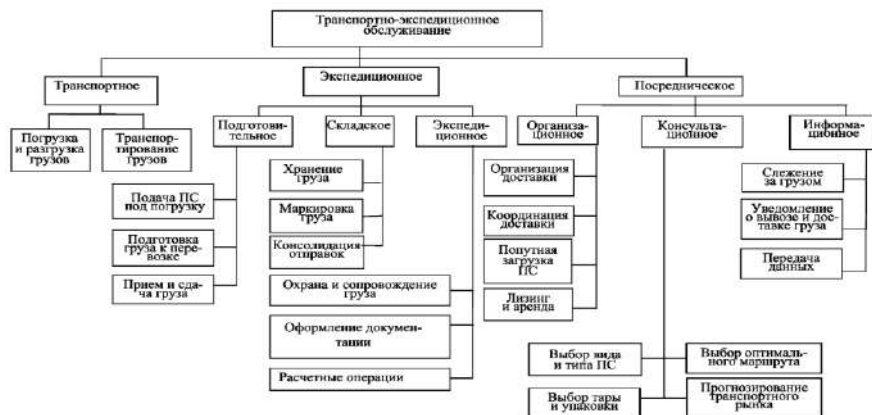 Транспортно-экспедиционное
обслуживание
Транспортное
Экспедиционное
Посредническое
Погрузка
и разгрузка
грузов
Транспор-
тирование
грузов
Подготови-
тельное
Складское
Экспеди-
ционное
Организа-
ционное
Консульта-
ционное
Информа-
ционное
Подача ПС
под погрузку
Подготовка
груза к пере-
возке
Прием и сда-
ча груза
Хранение
груза
Маркировка
груза
Консолидация
отправок
Охрана и сопровождение
груза
Оформление докумен-
тации
Расчетные операции
Организация
доставки
Координация
доставки
Попутная
загрузка
ПС
Лизинг
и аренда
Выбор вида
и типа ПС
Выбор тары
и упаковки
Выбор оптималь-
ного маршрута
Прогнозирование
транспортного
рынка
Слежение
за грузом
Уведомление
о вывозе и дос-
тавке груза
Передача
данных